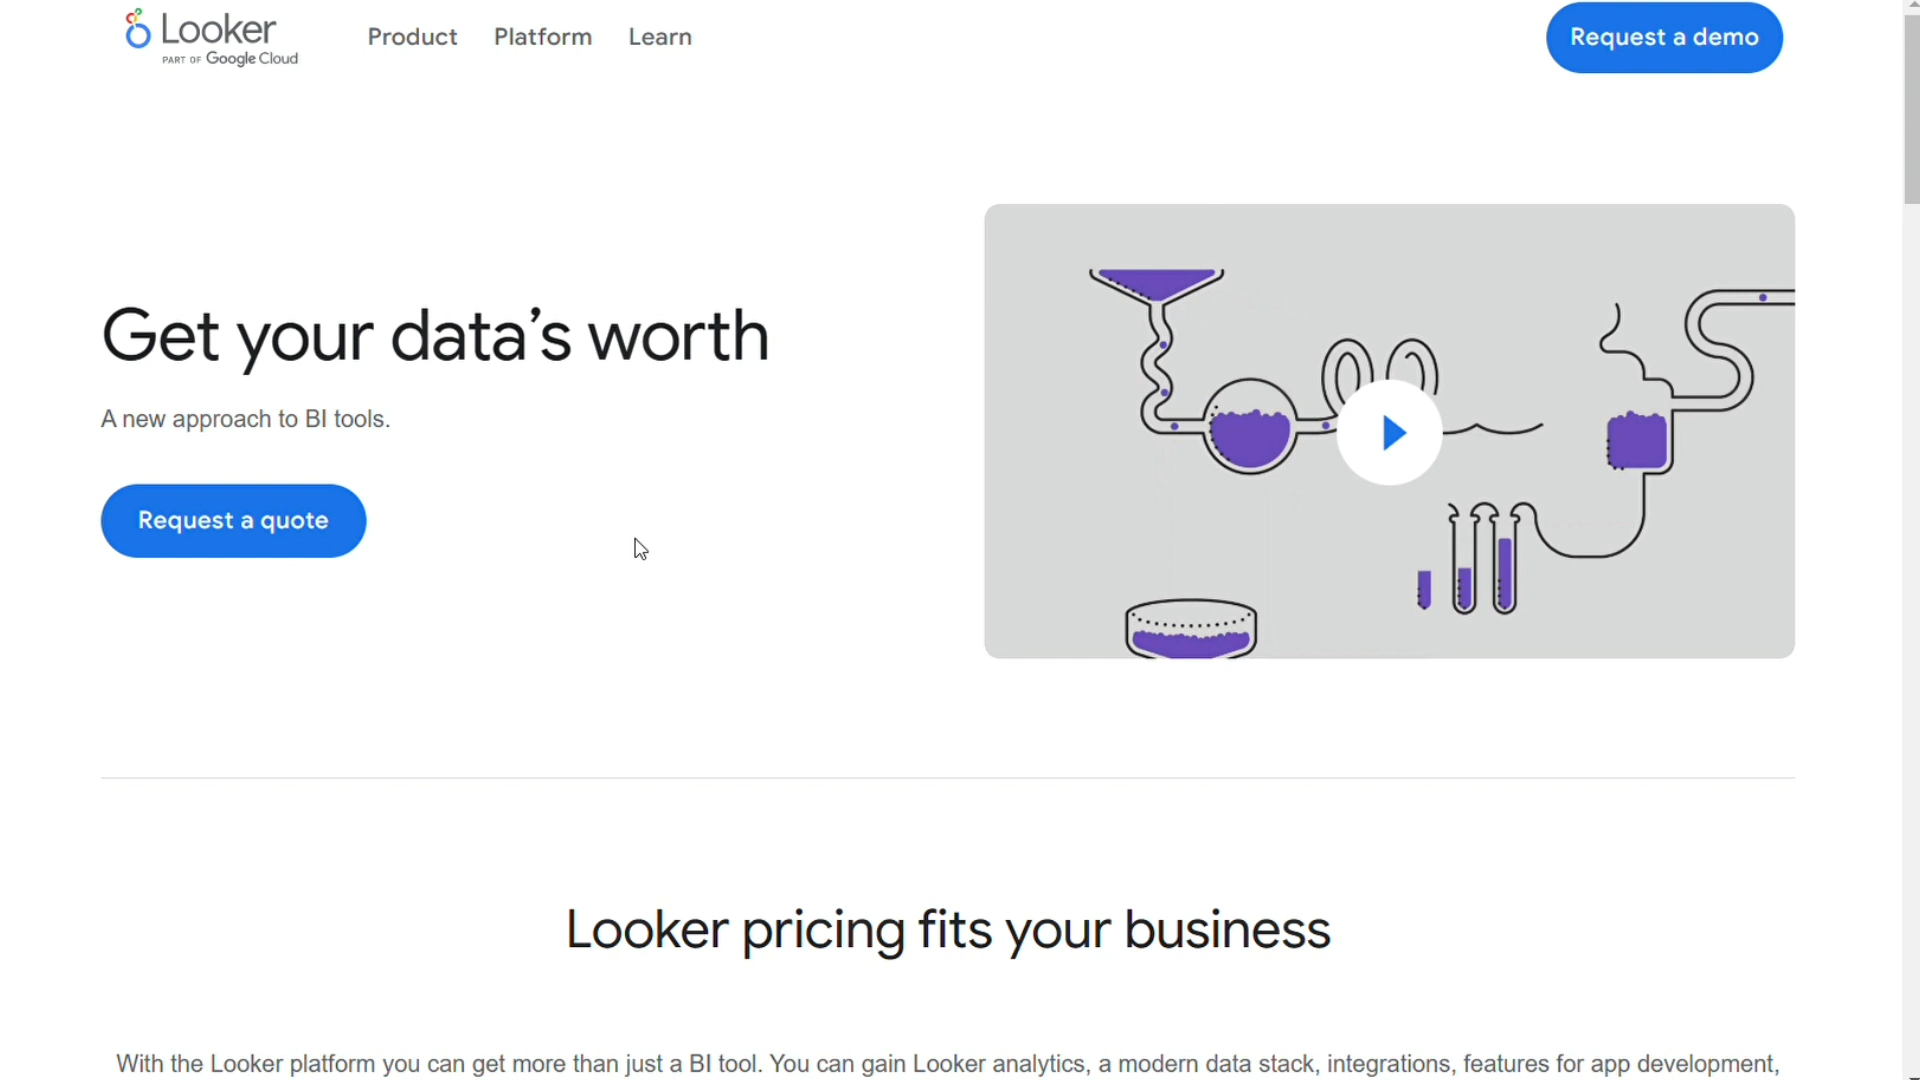 Looker
PART OF Google Cloud
Product
Platform
Learn
Request a demo
Get your data’s worth
A new approach to BI tools.
Request a quote
Looker pricing fits your business
With the Looker platform you can get more than just a BI tool. You can gain Looker analytics, a modern data stack, integrations, features for app development,